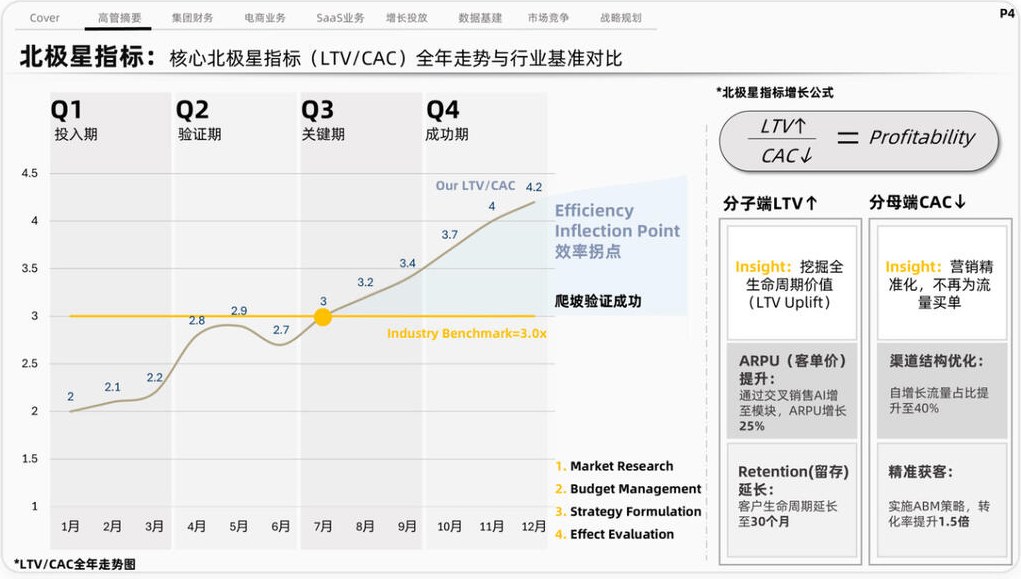 Cover 高管摘要 集团财务 电商业务 SaaS业务 增长投放 数据基建 市场竞争 战略规划
P4
北极星指标：核心北极星指标（LTV/CAC）全年走势与行业基准对比
Q1 Q2 Q3 Q4
投入期 验证期 关键期 成功期
4.5
4
3.5
3
2.5
2
1.5
1
2 2.1 2.2 2.8 2.9 2.7 3 3.2 3.4 3.7 4 4.2
Our LTV/CAC
Industry Benchmark=3.0x
1月 2月 3月 4月 5月 6月 7月 8月 9月 10月 11月 12月
*LTV/CAC全年走势图
Efficiency
Inflection Point
效率拐点
爬坡验证成功
1. Market Research
2. Budget Management
3. Strategy Formulation
4. Effect Evaluation
*北极星指标增长公式
LTV↑
CAC↓
= Profitability
分子端LTV↑
Insight：挖掘全
生命周期价值
（LTV Uplift）
ARPU（客单价）
提升：
通过交叉销售AI增
至模块，ARPU增长
25%
Retention(留存)
延长：
客户生命周期延长
至30个月
分母端CAC↓
Insight：营销精
准化，不再为流
量买单
渠道结构优化：
自增长流量占比提
升至40%
精准获客：
实施ABM策略，转
化率提升1.5倍